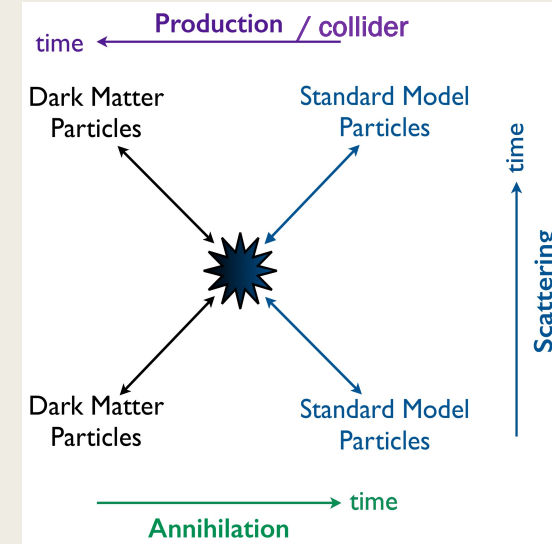 Production / collider
time
Dark Matter
Particles
Standard Model
Particles
time
Scattering
Dark Matter
Particles
Standard Model
Particles
time
Annihilation